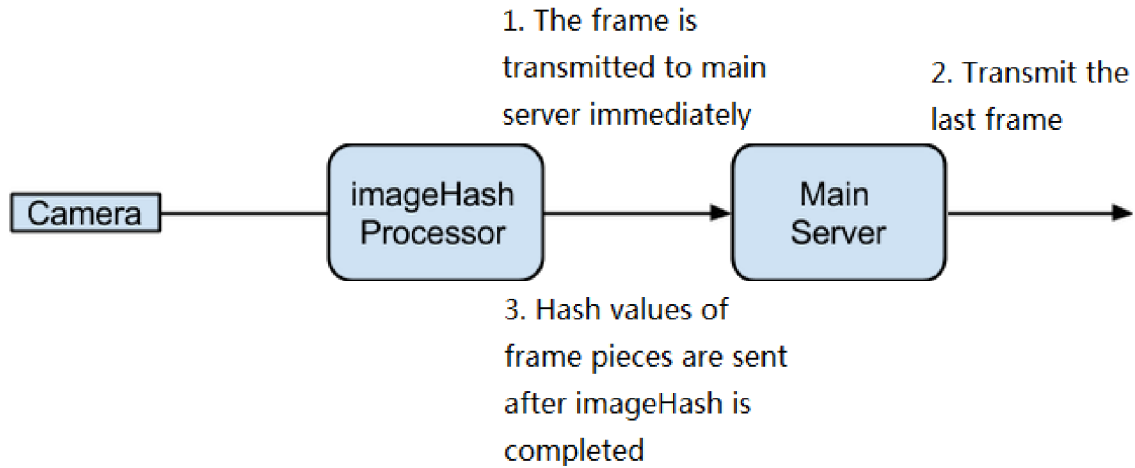 1. The frame is
transmitted to main
server immediately
2. Transmit the
last frame
Camera
imageHash
Processor
Main
Server
3. Hash values of
frame pieces are sent
after imageHash is
completed